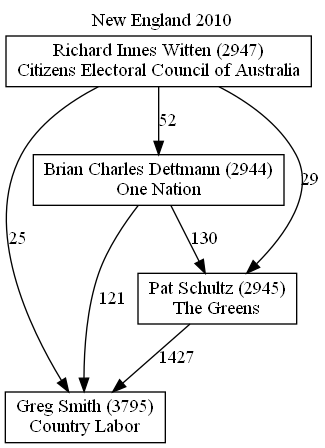 New England 2010
Richard Innes Witten (2947)
Citizens Electoral Council of Australia
52
Brian Charles Dettmann (2944)
One Nation
29
25
130
121
Pat Schultz (2945)
The Greens
1427
Greg Smith (3795)
Country Labor